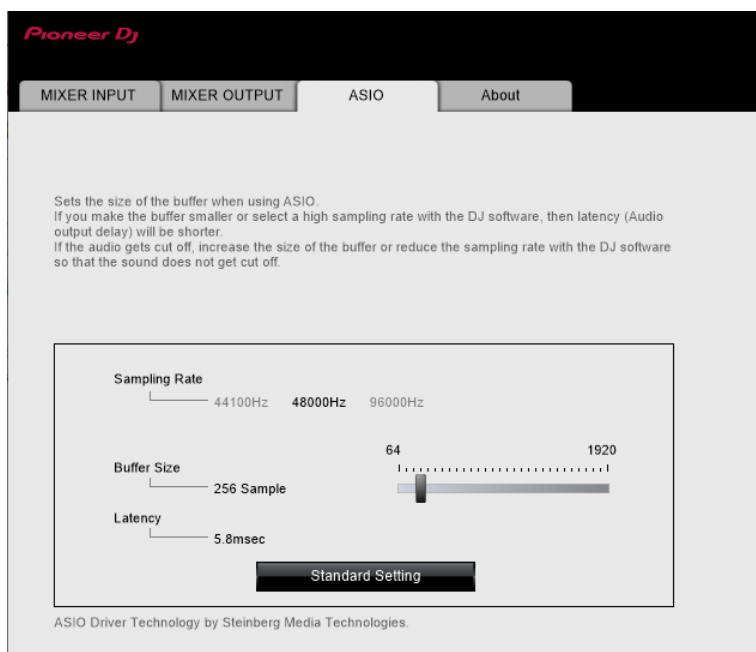 Pioneer Dj
MIXER INPUT MIXER OUTPUT ASIO About
Sets the size of the buffer when using ASIO.
If you make the buffer smaller or select a high sampling rate with the DJ software, then latency (Audio
output delay) will be shorter.
If the audio gets cut off, increase the size of the buffer or reduce the sampling rate with the DJ software
so that the sound does not get cut off.
Sampling Rate
44100Hz 48000Hz 96000Hz
64 1920
Buffer Size
256 Sample
Latency
5.8msec
Standard Setting
ASIO Driver Technology by Steinberg Media Technologies.